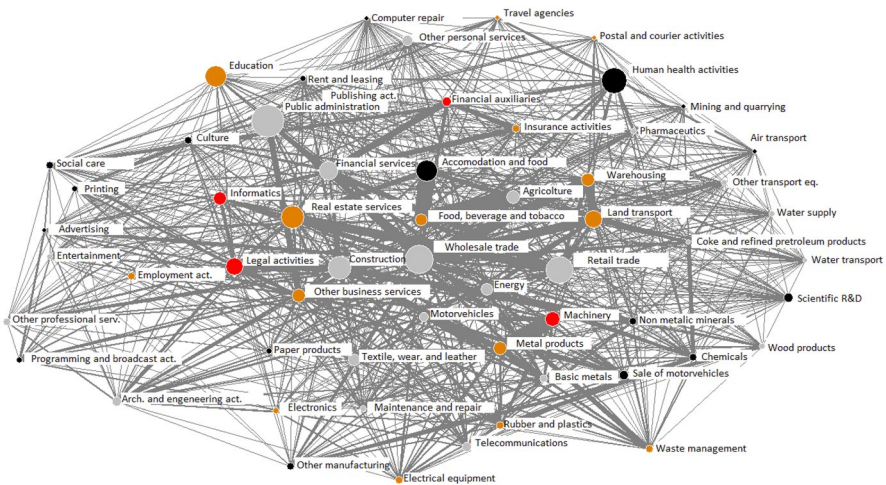 Computer repair
Travel agencies
Other personal services
Postal and courier activities
Education
Human health activities
Rent and leasing
Publishing act.
Public administration
Financial auxiliaries
Mining and quarrying
Insurance activities
Pharmaceutics
Culture
Air transport
Social care
Financial services
Accomodation and food
Warehousing
Other transport eq.
Printing
Informatics
Agriculture
Real estate services
Food, beverage and tobacco
Land transport
Water supply
Advertising
Wholesale trade
Coke and refined pretroleum products
Entertainment
Legal activities
Construction
Retail trade
Water transport
Employment act.
Other business services
Energy
Scientific R&D
Other professional serv.
Motorvehicles
Machinery
Non metalic minerals
Metal products
Wood products
Programming and broadcast act.
Paper products
Textile, wear. and leather
Chemicals
Basic metals
Sale of motorvehicles
Arch. and engeneering act.
Electronics
Maintenance and repair
Rubber and plastics
Telecommunications
Waste management
Other manufacturing
Electrical equipment